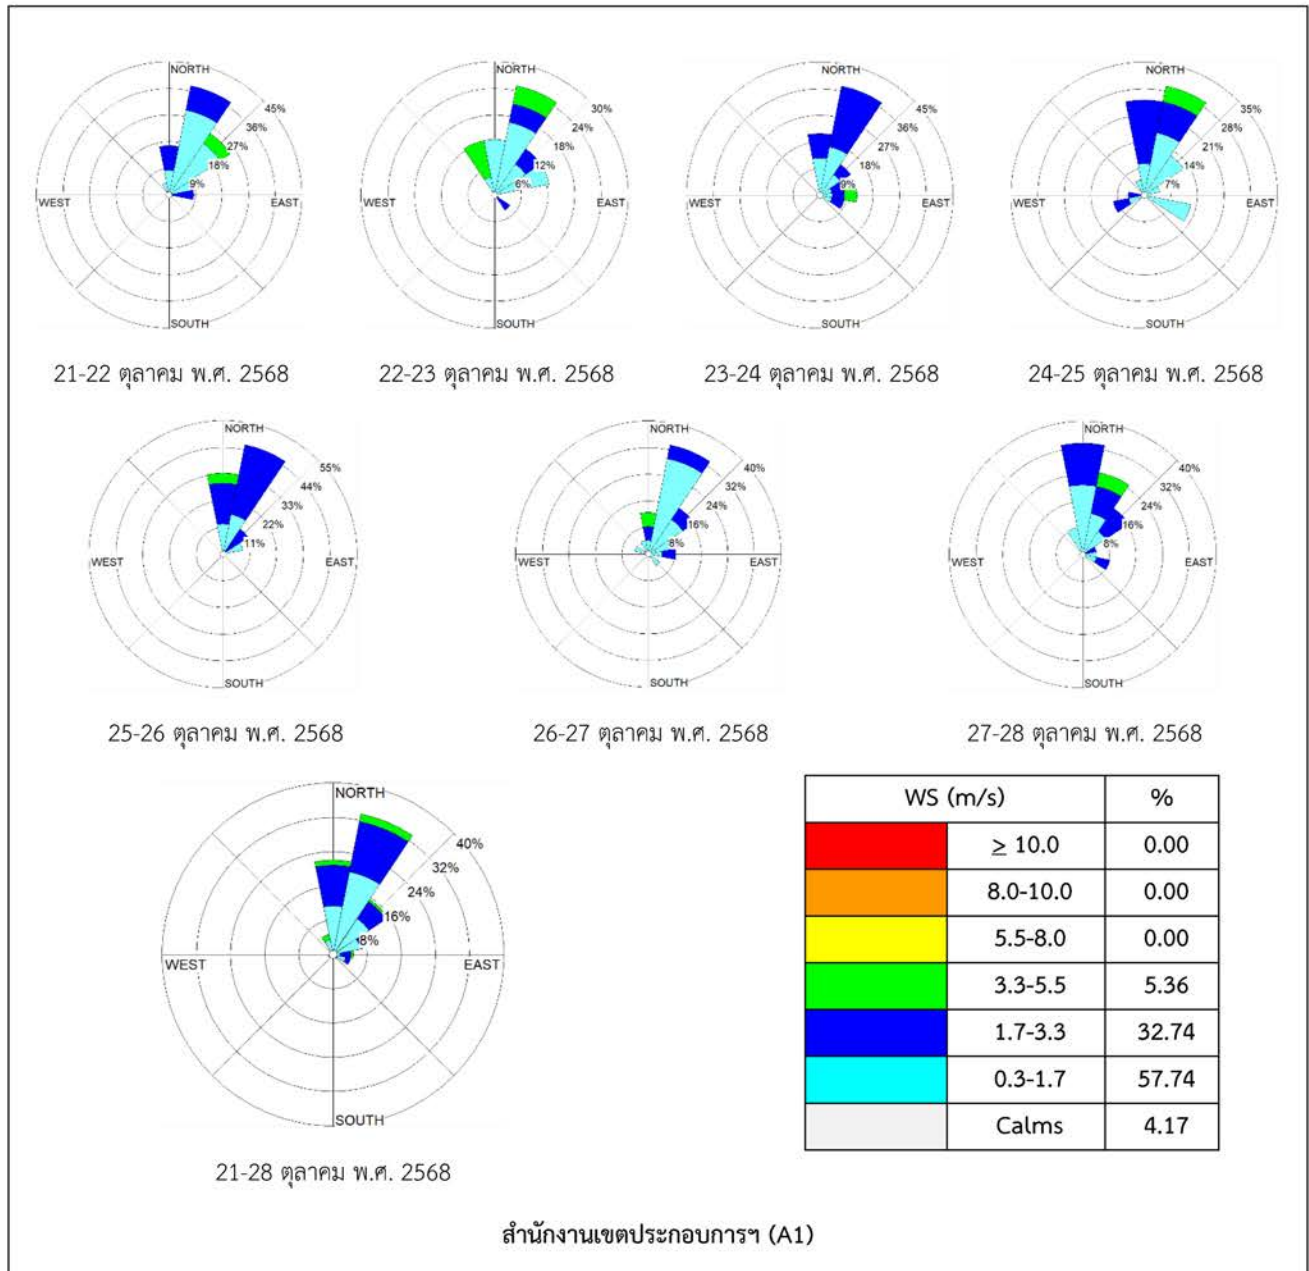 NORTH
45%
36%
27%
18%
9%
WEST
EAST
SOUTH
21-22 ตุลาคม พ.ศ. 2568
NORTH
30%
24%
18%
12%
6%
WEST
EAST
SOUTH
22-23 ตุลาคม พ.ศ. 2568
NORTH
45%
36%
27%
18%
9%
WEST
EAST
SOUTH
23-24 ตุลาคม พ.ศ. 2568
NORTH
35%
28%
21%
14%
7%
WEST
EAST
SOUTH
24-25 ตุลาคม พ.ศ. 2568
NORTH
55%
44%
33%
22%
11%
WEST
EAST
SOUTH
25-26 ตุลาคม พ.ศ. 2568
NORTH
40%
32%
24%
16%
8%
WEST
EAST
SOUTH
26-27 ตุลาคม พ.ศ. 2568
NORTH
40%
32%
24%
16%
8%
WEST
EAST
SOUTH
27-28 ตุลาคม พ.ศ. 2568
NORTH
40%
32%
24%
16%
8%
WEST
EAST
SOUTH
21-28 ตุลาคม พ.ศ. 2568
WS (m/s) %
≥ 10.0 0.00
8.0-10.0 0.00
5.5-8.0 0.00
3.3-5.5 5.36
1.7-3.3 32.74
0.3-1.7 57.74
Calms 4.17
สำนักงานเขตประกอบการฯ (A1)